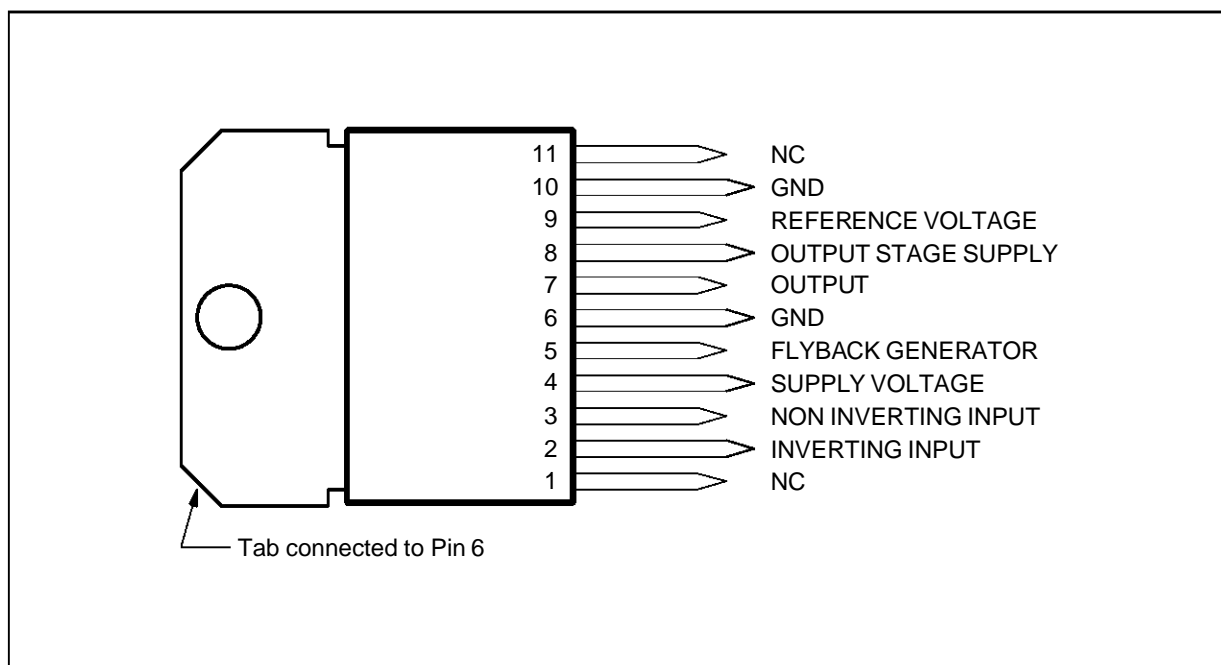 11 NC
10 GND
9 REFERENCE VOLTAGE
8 OUTPUT STAGE SUPPLY
7 OUTPUT
6 GND
5 FLYBACK GENERATOR
4 SUPPLY VOLTAGE
3 NON INVERTING INPUT
2 INVERTING INPUT
1 NC
Tab connected to Pin 6